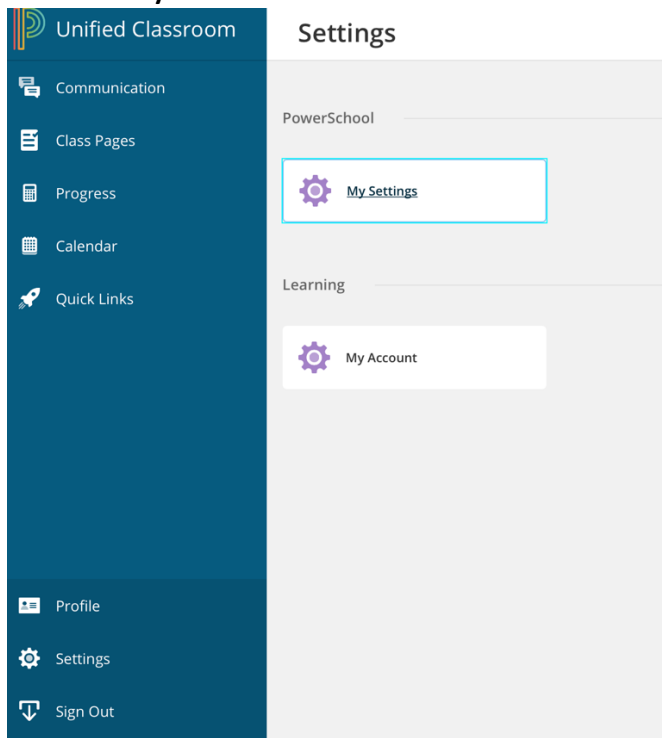 Unified Classroom
Communication
Class Pages
Progress
Calendar
Quick Links
Profile
Settings
Sign Out
Settings
PowerSchool
My Settings
Learning
My Account